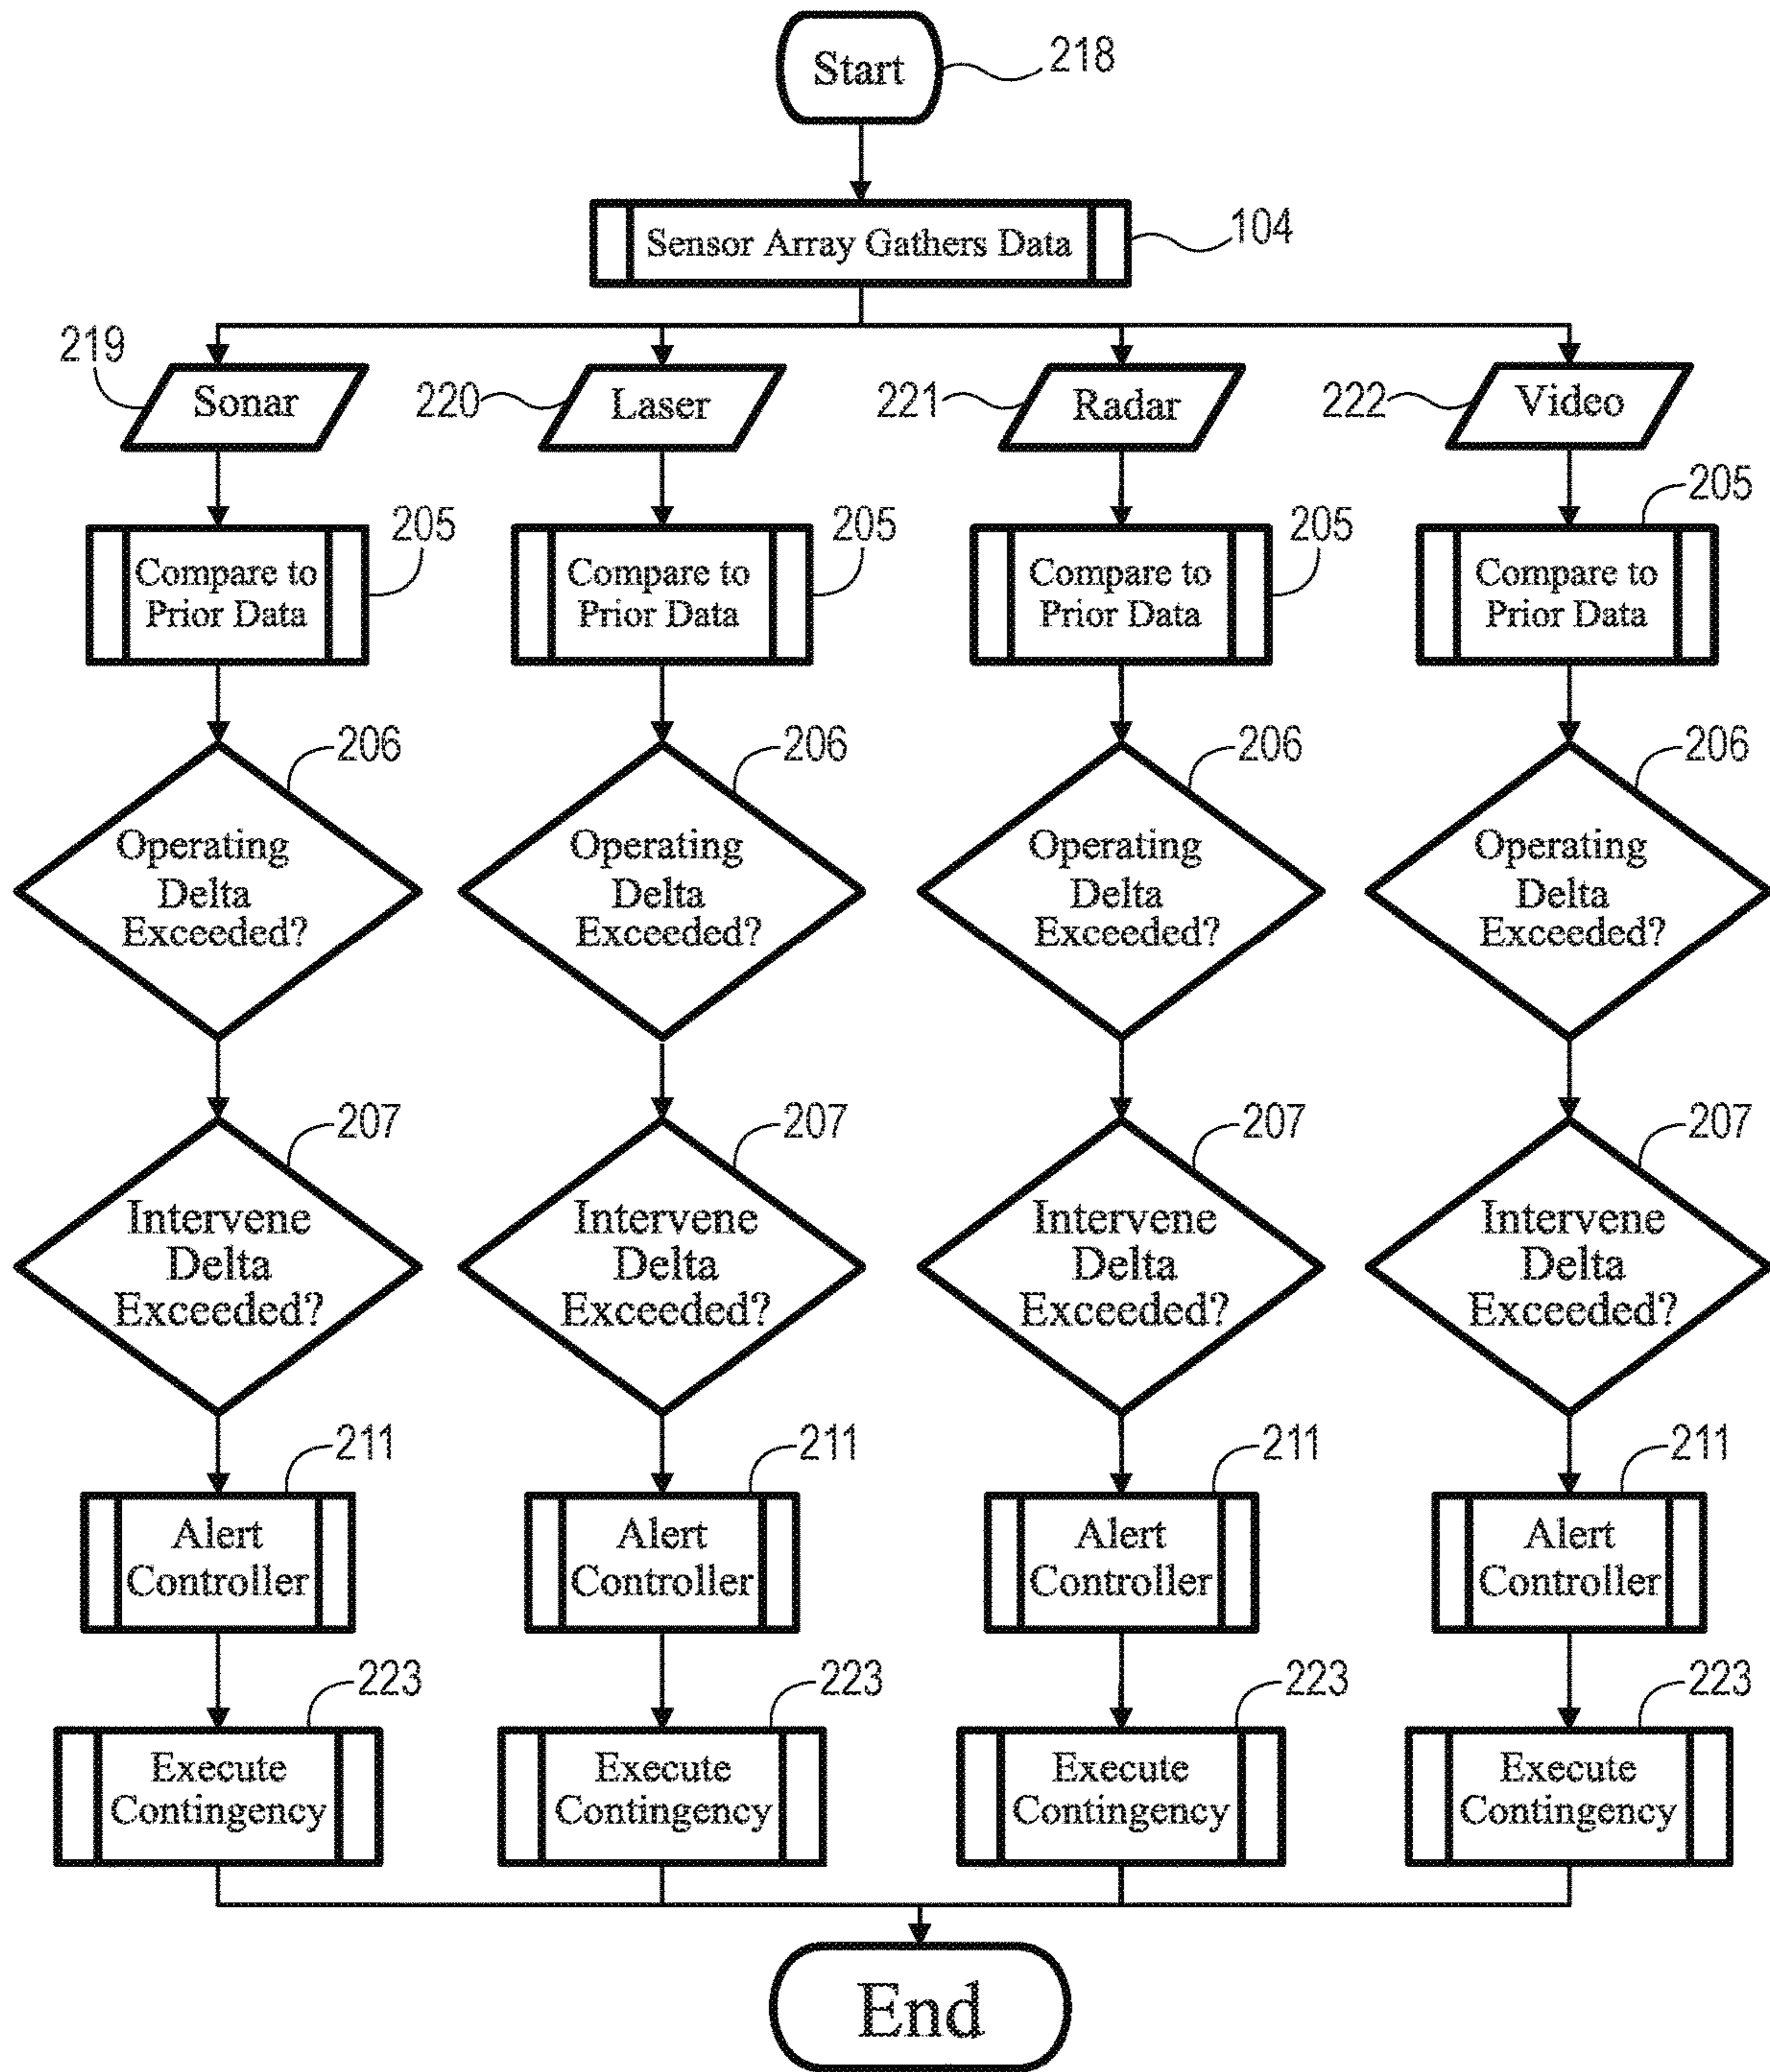 Start
218
Sensor Array Gathers Data
104
219
Sonar
220
Laser
221
Radar
222
Video
Compare to
Prior Data
205
Compare to
Prior Data
205
Compare to
Prior Data
205
Compare to
Prior Data
205
Operating
Delta
Exceeded?
206
Operating
Delta
Exceeded?
206
Operating
Delta
Exceeded?
206
Operating
Delta
Exceeded?
206
Intervene
Delta
Exceeded?
207
Intervene
Delta
Exceeded?
207
Intervene
Delta
Exceeded?
207
Intervene
Delta
Exceeded?
207
Alert
Controller
211
Alert
Controller
211
Alert
Controller
211
Alert
Controller
211
Execute
Contingency
223
Execute
Contingency
223
Execute
Contingency
223
Execute
Contingency
223
End